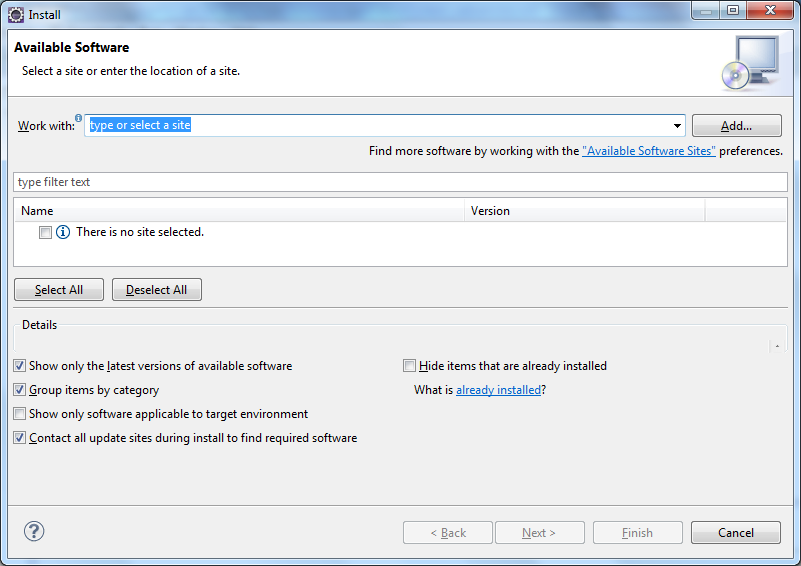 Install
Available Software
Select a site or enter the location of a site.
Work with: type or select a site Add...
Find more software by working with the "Available Software Sites" preferences.
type filter text
Name Version
There is no site selected.
Select All Deselect All
Details
Show only the latest versions of available software Hide items that are already installed
Group items by category What is already installed?
Show only software applicable to target environment
Contact all update sites during install to find required software
? < Back Next > Finish Cancel